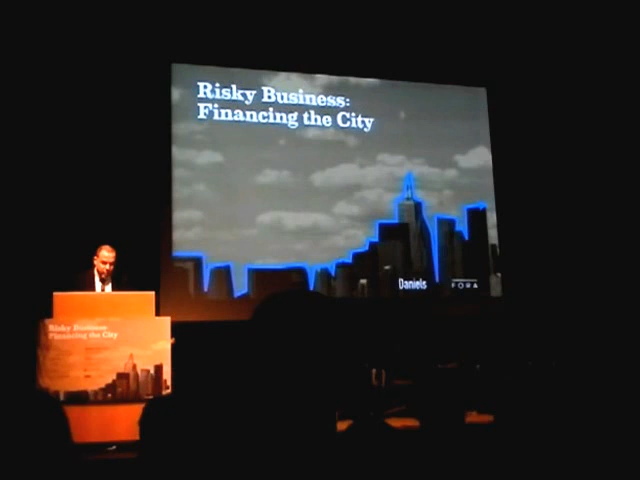 Risky Business:
Financing the City
Daniels
FORA
Risky Business:
Financing the City